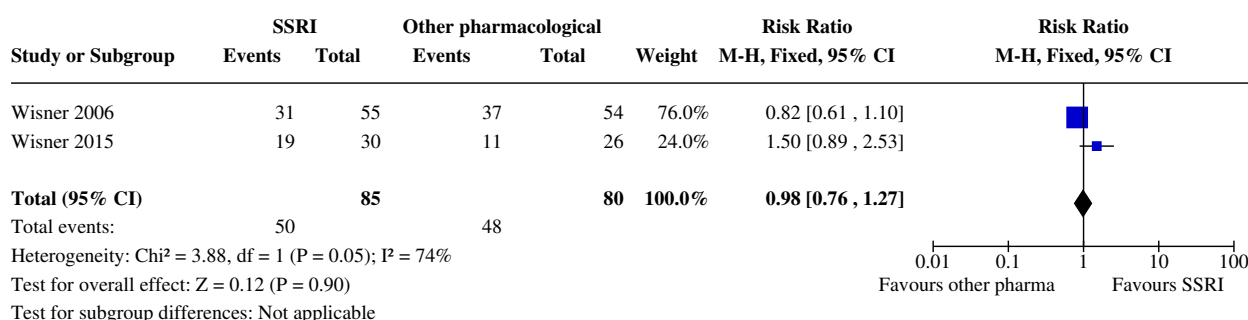 SSRI Other pharmacological Risk Ratio Risk Ratio
Study or Subgroup Events Total Events Total Weight M-H, Fixed, 95% CI M-H, Fixed, 95% CI
Wisner 2006 31 55 37 54 76.0% 0.82 [0.61 , 1.10]
Wisner 2015 19 30 11 26 24.0% 1.50 [0.89 , 2.53]
Total (95% CI) 85 80 100.0% 0.98 [0.76 , 1.27]
Total events: 50 48
Heterogeneity: Chi² = 3.88, df = 1 (P = 0.05); I² = 74%
0.01 0.1 1 10 100
Test for overall effect: Z = 0.12 (P = 0.90)
Favours other pharma Favours SSRI
Test for subgroup differences: Not applicable